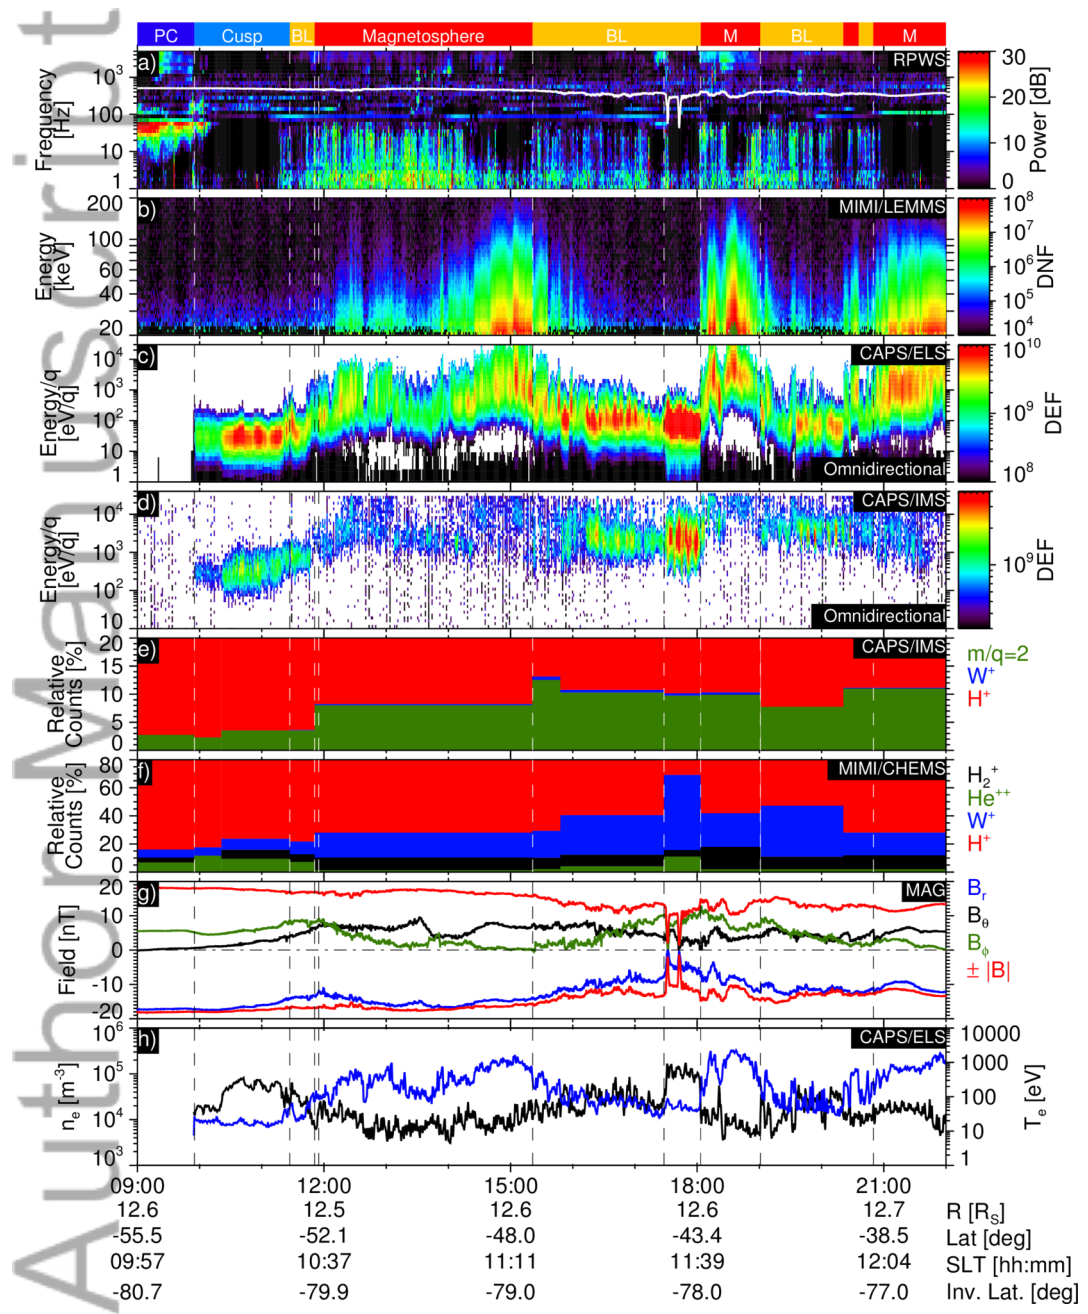 Author Manuscript
PC Cusp BL Magnetosphere BL M BL M
a) RPWS
Frequency [Hz]
10³
100
10
1
30
20
10
0
Power [dB]
b) MIMI/LEMMS
Energy [keV]
200
100
60
40
20
10⁸
10⁷
10⁶
10⁵
10⁴
DNF
c) CAPS/ELS
Energy/q [eV/q]
10⁴
10³
10²
10
1
Omnidirectional
10¹⁰
10⁹
10⁸
DEF
d) CAPS/IMS
Energy/q [eV/q]
10⁴
10³
10²
10
Omnidirectional
10⁹
DEF
e) CAPS/IMS
Relative Counts [%]
20
15
10
5
0
m/q=2
W⁺
H⁺
f) MIMI/CHEMS
Relative Counts [%]
80
60
40
20
0
H₂⁺
He⁺⁺
W⁺
H⁺
g) MAG
Field [nT]
20
10
0
-10
-20
Bᵣ
B_θ
B_ϕ
± |B|
h) CAPS/ELS
nₑ [m⁻³]
10⁶
10⁵
10⁴
10³
10000
1000
100
10
1
Tₑ [eV]
09:00 12:00 15:00 18:00 21:00
12.6 12.5 12.6 12.6 12.7 R [R_S]
-55.5 -52.1 -48.0 -43.4 -38.5 Lat [deg]
09:57 10:37 11:11 11:39 12:04 SLT [hh:mm]
-80.7 -79.9 -79.0 -78.0 -77.0 Inv. Lat. [deg]